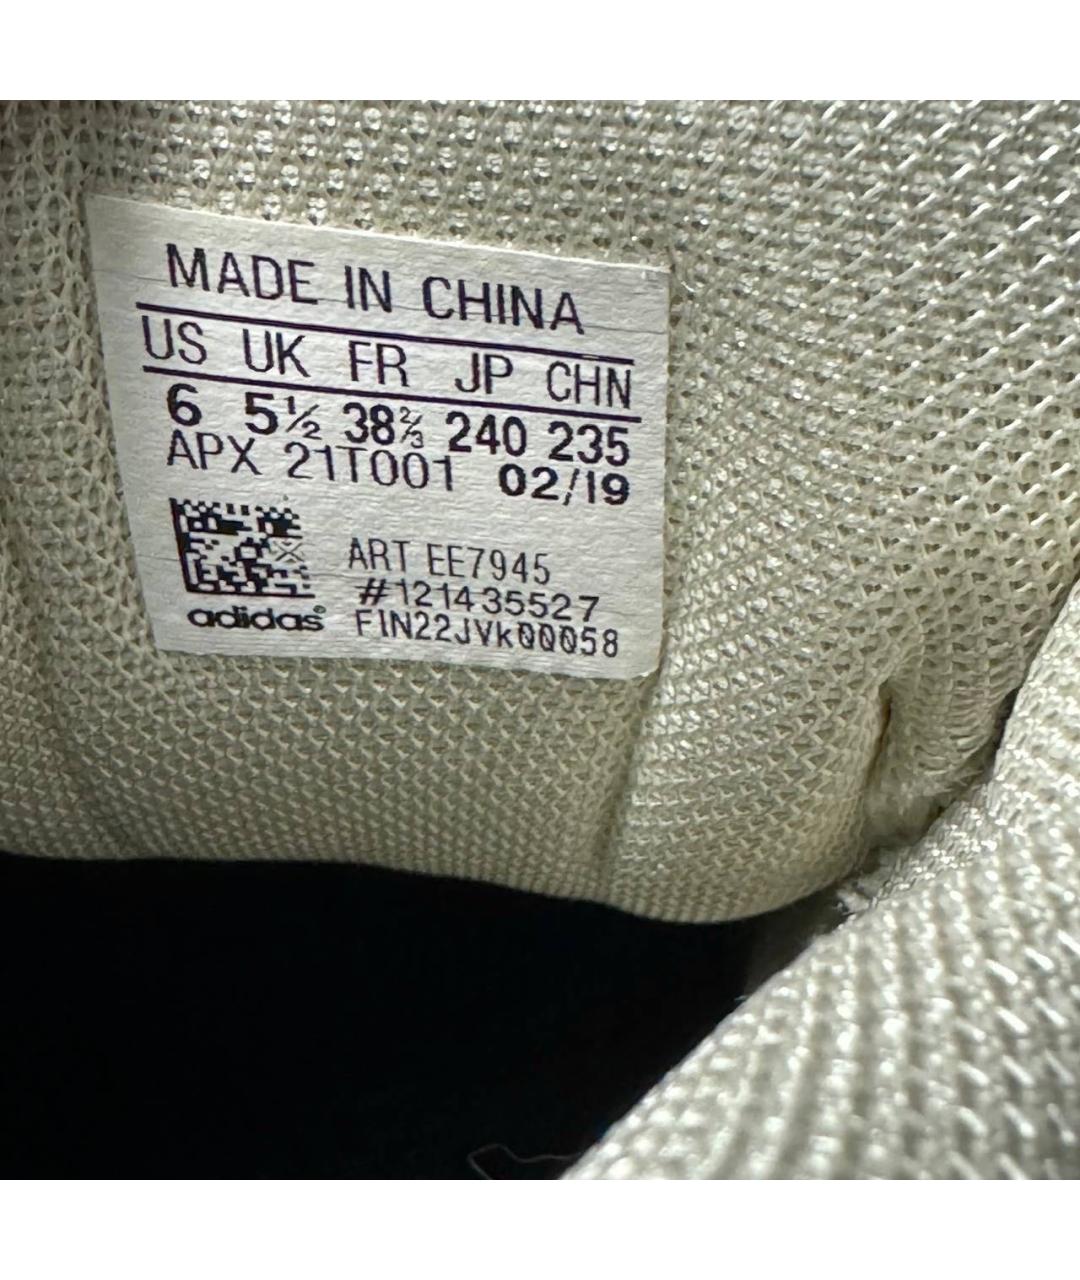 MADE IN CHINA
US UK FR JP CHN
6 5½ 38⅔ 240 235
APX 21T001 02/19
ART EE7945
#121435527
adidas® FIN22JVk00058